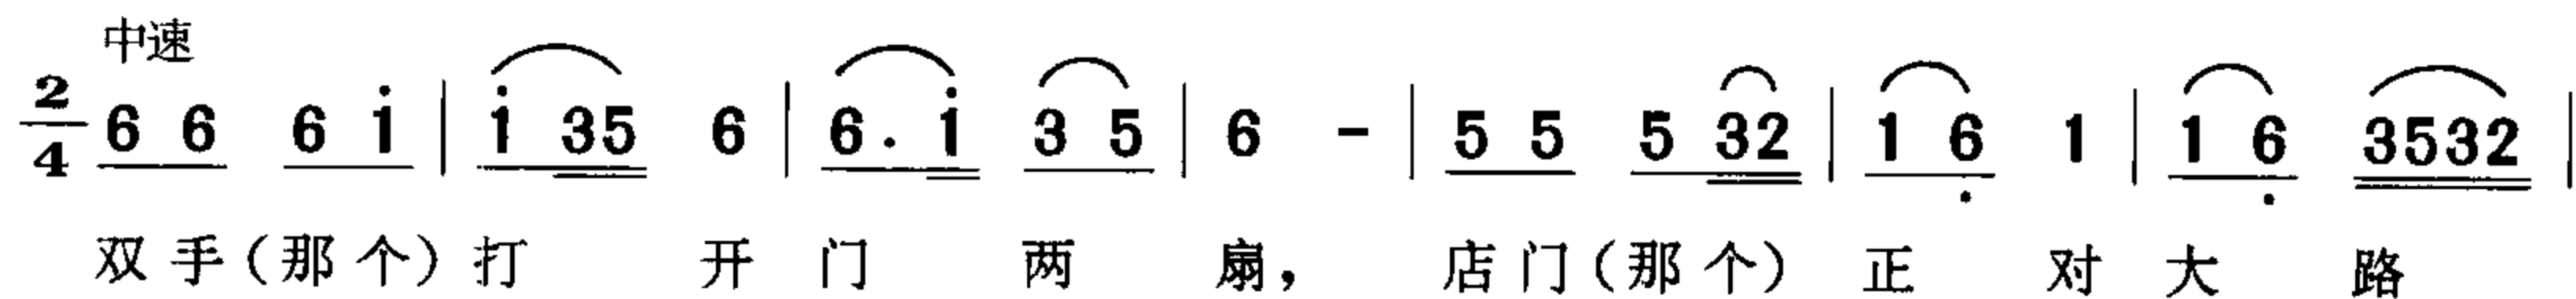 中速
2/4 6 6 6 i̇ | i̇ 35 6 | 6. i̇ 3 5 | 6 - | 5 5 5 32 | 1 6̣ 1 | 1 6̣ 3532 |
双手(那个)打 开 门 两 扇，店门(那个) 正 对 大 路